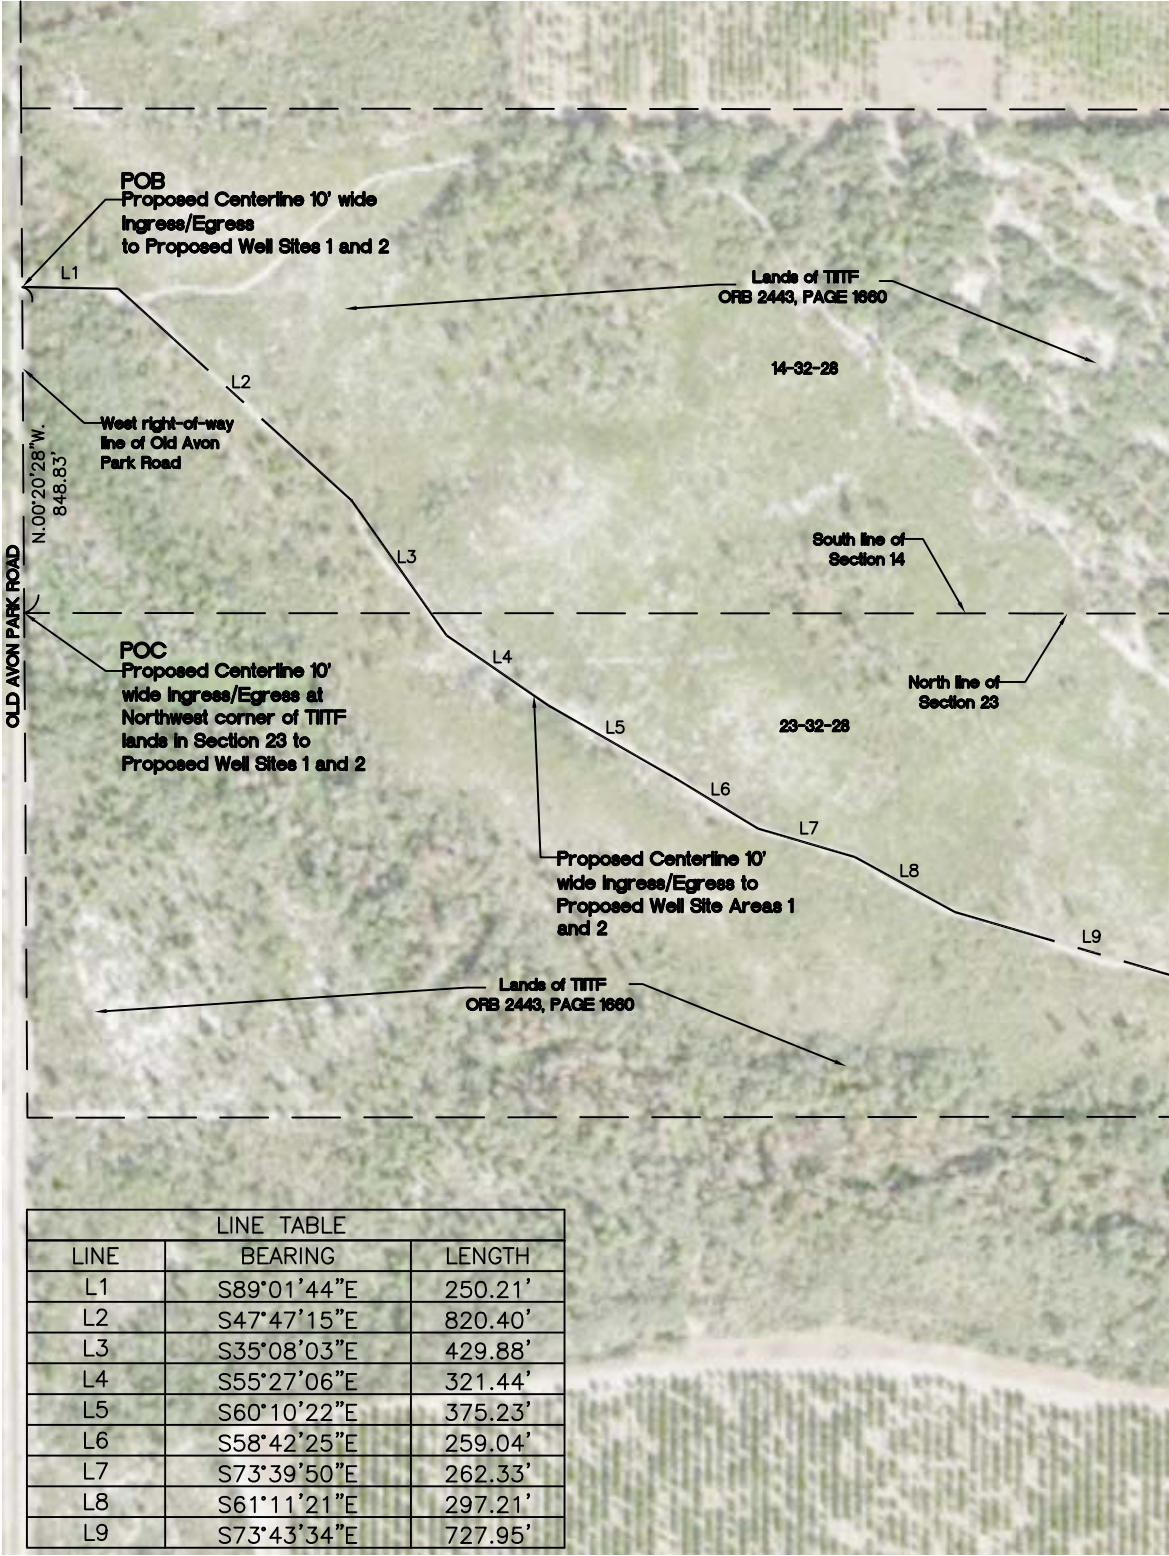 POB
Proposed Centerline 10' wide
Ingress/Egress
to Proposed Well Sites 1 and 2
L1
Lands of TIITF
ORB 2443, PAGE 1660
14-32-28
L2
West right-of-way
line of Old Avon
Park Road
N.00°20'28"W.
848.83'
L3
South line of
Section 14
OLD AVON PARK ROAD
POC
Proposed Centerline 10'
wide Ingress/Egress at
Northwest corner of TIITF
lands in Section 23 to
Proposed Well Sites 1 and 2
L4
North line of
Section 23
L5
23-32-28
L6
L7
Proposed Centerline 10'
wide Ingress/Egress to
Proposed Well Site Areas 1
and 2
L8
L9
Lands of TIITF
ORB 2443, PAGE 1660
LINE TABLE
LINE BEARING LENGTH
L1 S89°01'44"E 250.21'
L2 S47°47'15"E 820.40'
L3 S35°08'03"E 429.88'
L4 S55°27'06"E 321.44'
L5 S60°10'22"E 375.23'
L6 S58°42'25"E 259.04'
L7 S73°39'50"E 262.33'
L8 S61°11'21"E 297.21'
L9 S73°43'34"E 727.95'